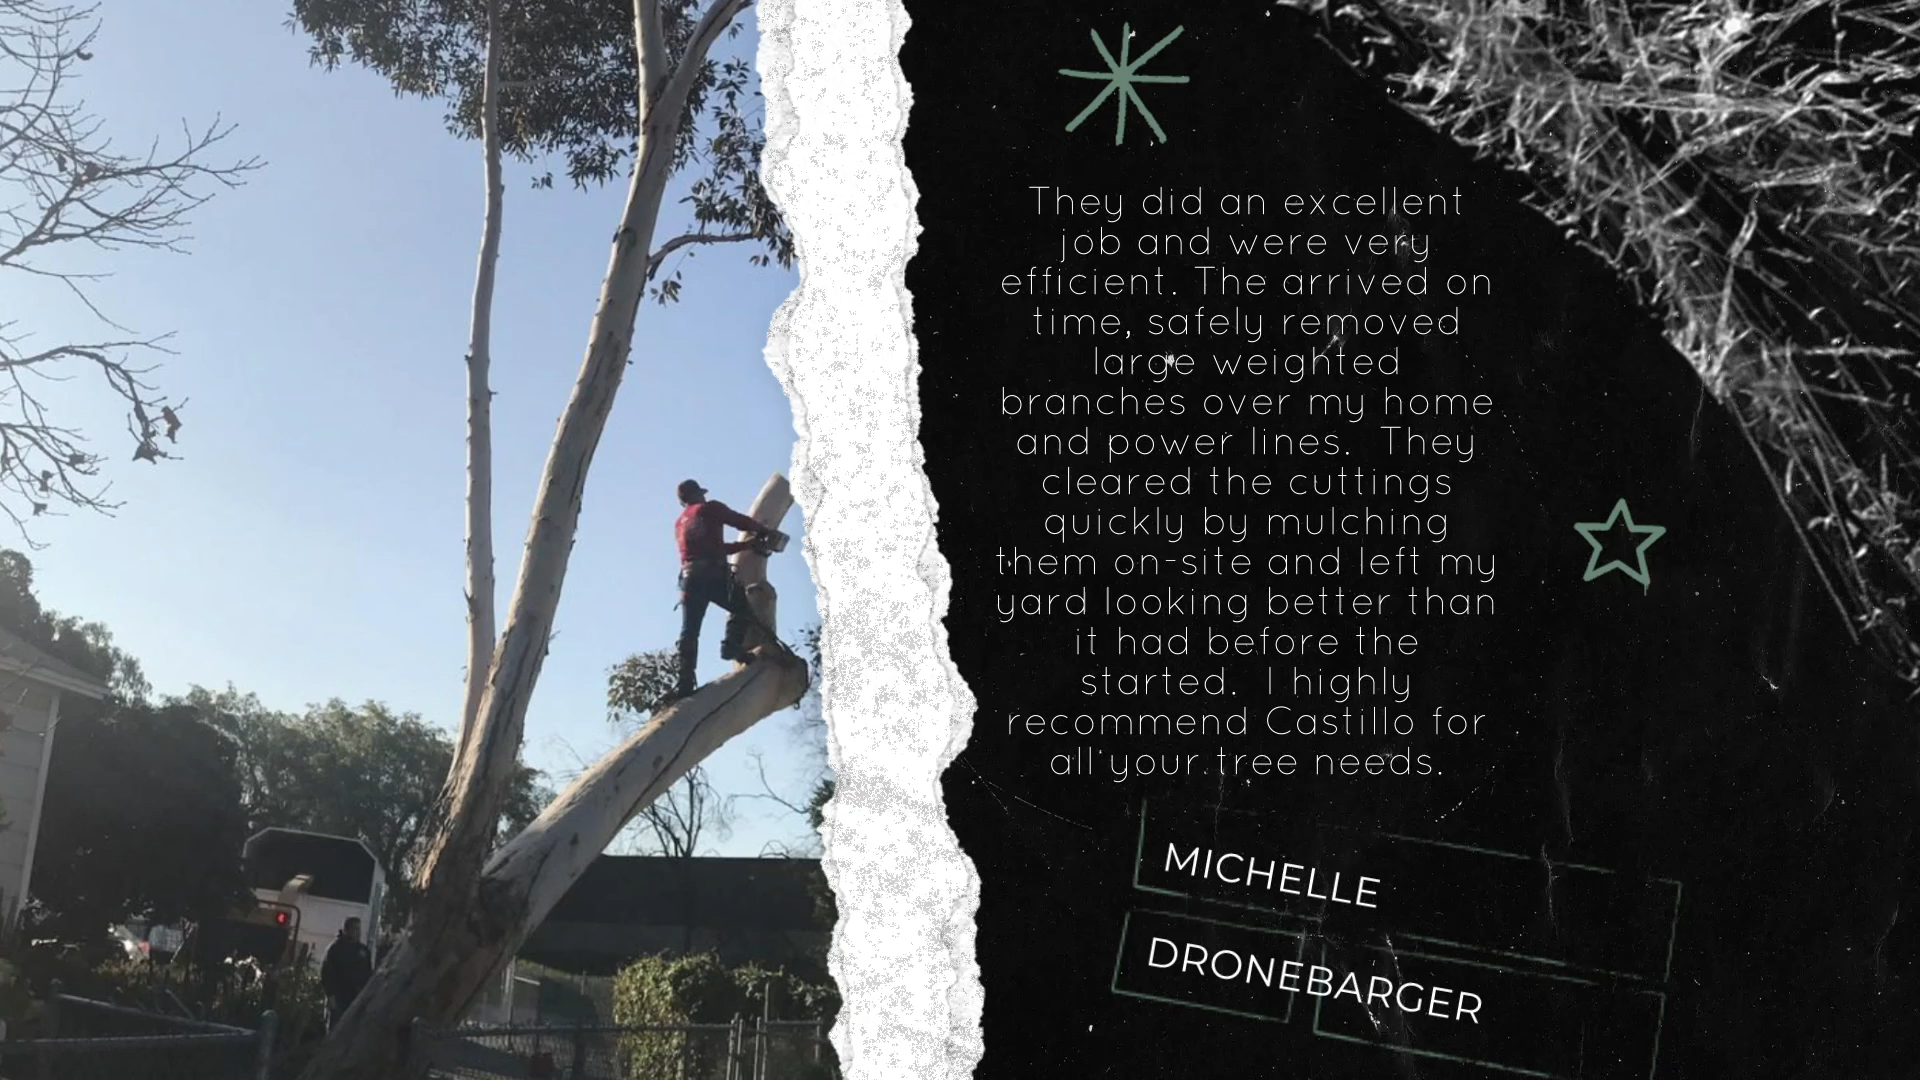 They did an excellent
job and were very
efficient. The arrived on
time, safely removed
large weighted
branches over my home
and power lines. They
cleared the cuttings
quickly by mulching
them on-site and left my
yard looking better than
it had before the
started. I highly
recommend Castillo for
all your tree needs.
MICHELLE
DRONEBARGER